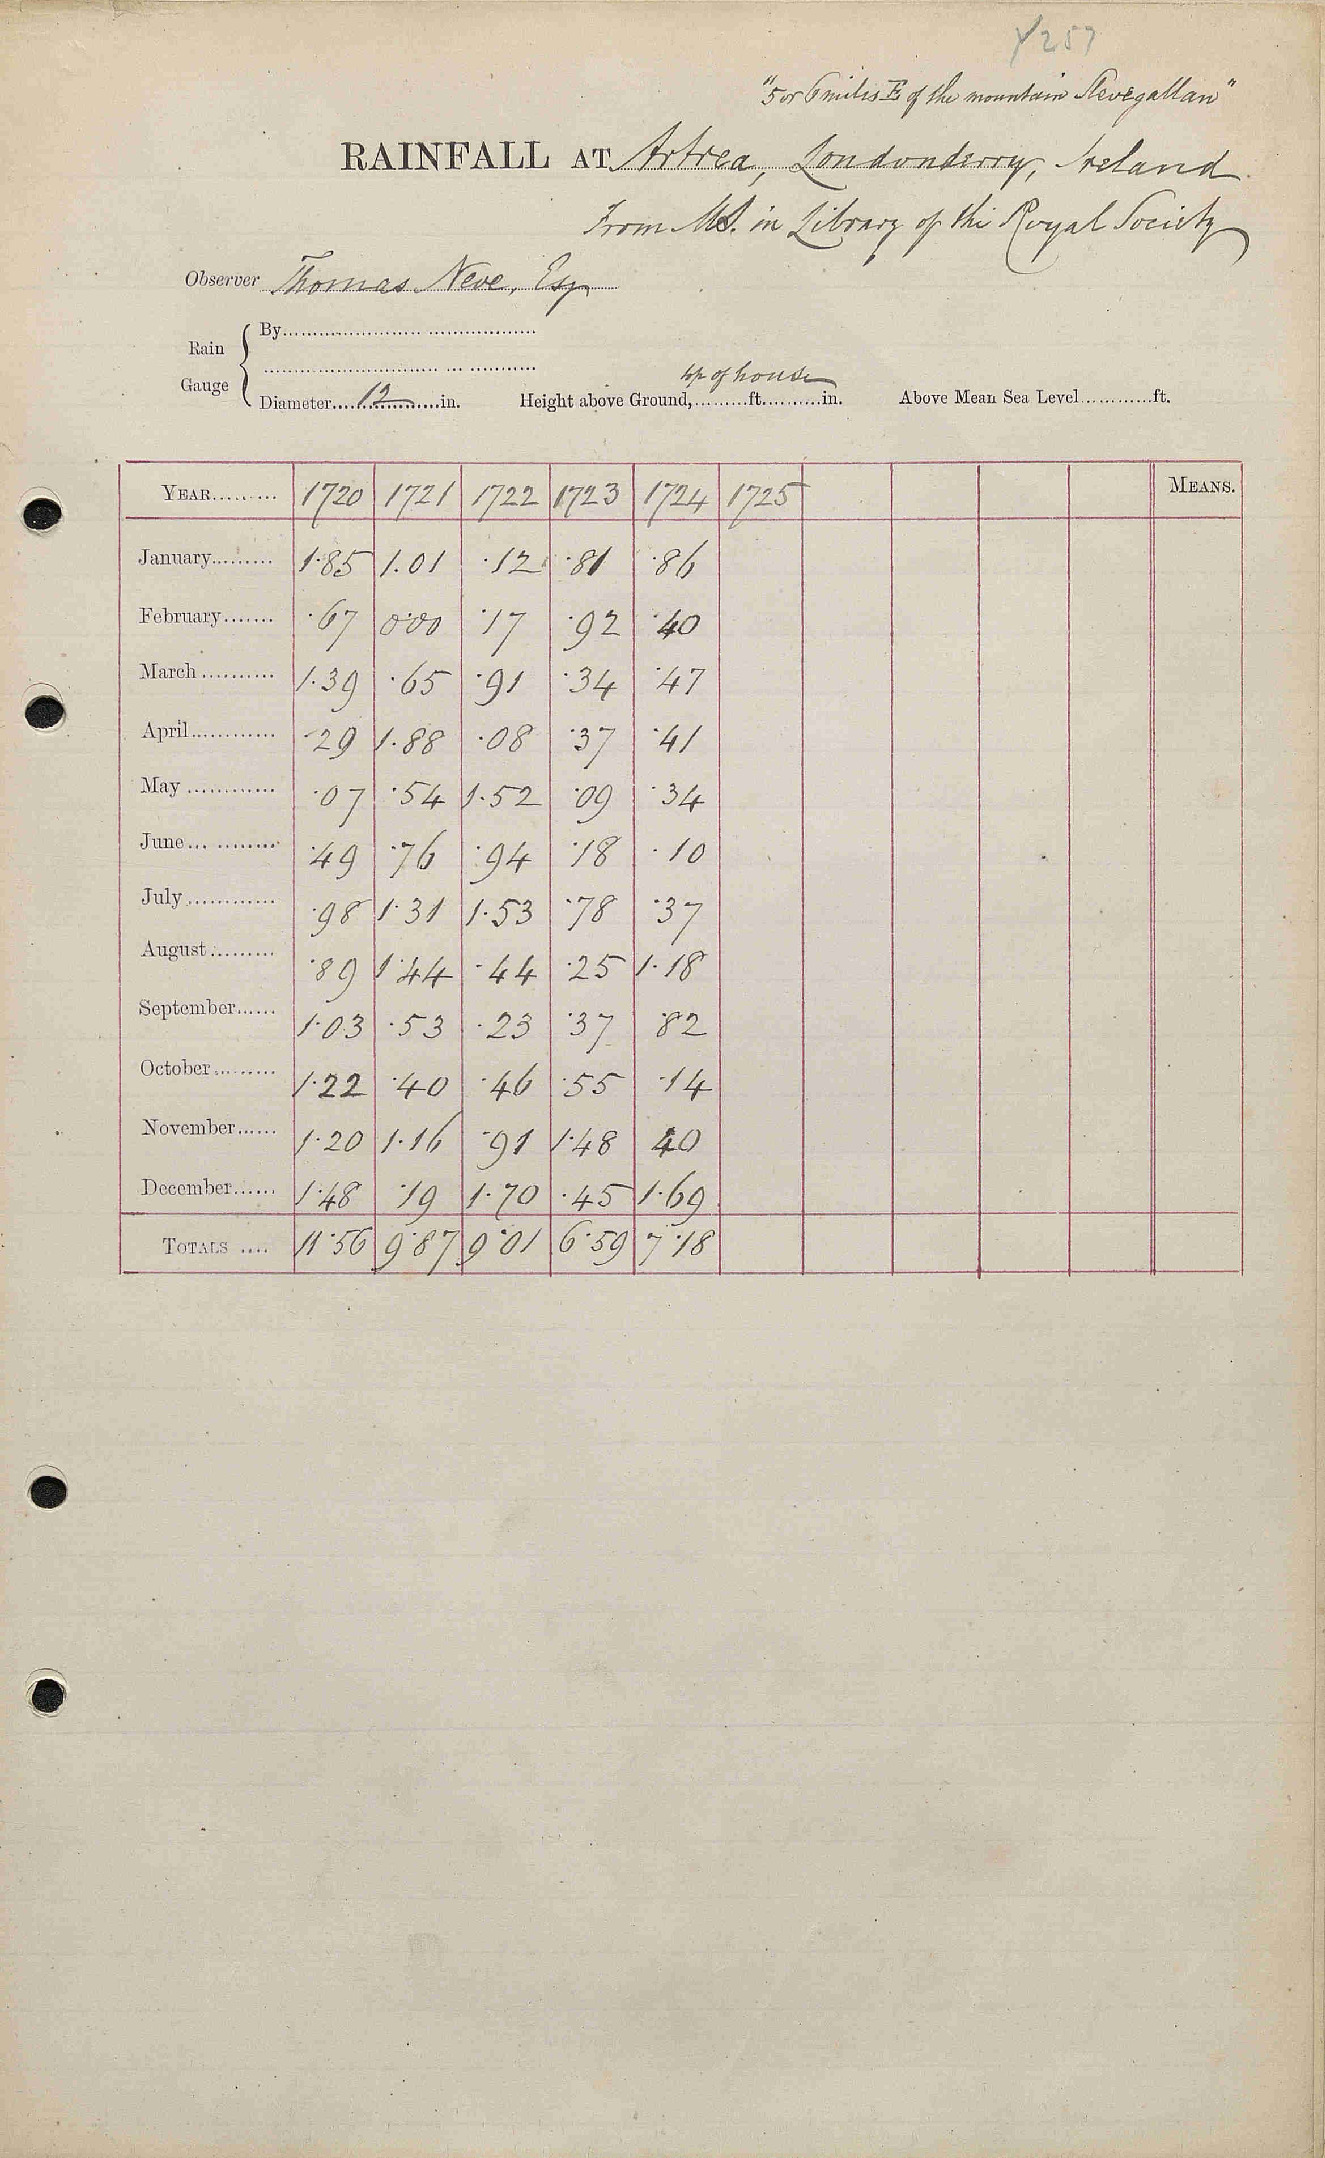 Y 257
"5 or 6 miles E of the mountain Slevegallan"
RAINFALL AT Artrea, Londonderry, Ireland
From MS. in Library of the Royal Society
Observer Thomas Neve, Esq
Rain Gauge
By
Diameter 12 in. Height above Ground, top of house ft. in. Above Mean Sea Level ft.
YEAR 1720 1721 1722 1723 1724 1725 MEANS.
January 1.85 1.01 .12 .81 .86
February .67 0.00 .17 .92 .40
March 1.39 .65 .91 .34 .47
April .29 1.88 .08 .37 .41
May .07 .54 1.52 .09 .34
June .49 .76 .94 .18 .10
July .98 1.31 1.53 .78 .37
August .89 1.44 .44 .25 1.18
September 1.03 .53 .23 .37 .82
October 1.22 .40 .46 .55 .14
November 1.20 1.16 .91 1.48 .40
December 1.48 .19 1.70 .45 1.69
TOTALS 11.56 9.87 9.01 6.59 7.18